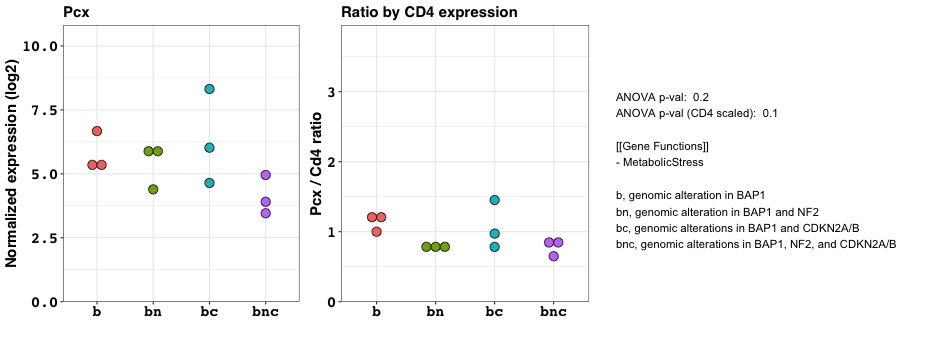 Pcx
Normalized expression (log2)
10.0
7.5
5.0
2.5
0.0
b bn bc bnc
Ratio by CD4 expression
Pcx / Cd4 ratio
3
2
1
0
b bn bc bnc
ANOVA p-val: 0.2
ANOVA p-val (CD4 scaled): 0.1
[[Gene Functions]]
- MetabolicStress
b, genomic alteration in BAP1
bn, genomic alteration in BAP1 and NF2
bc, genomic alterations in BAP1 and CDKN2A/B
bnc, genomic alterations in BAP1, NF2, and CDKN2A/B